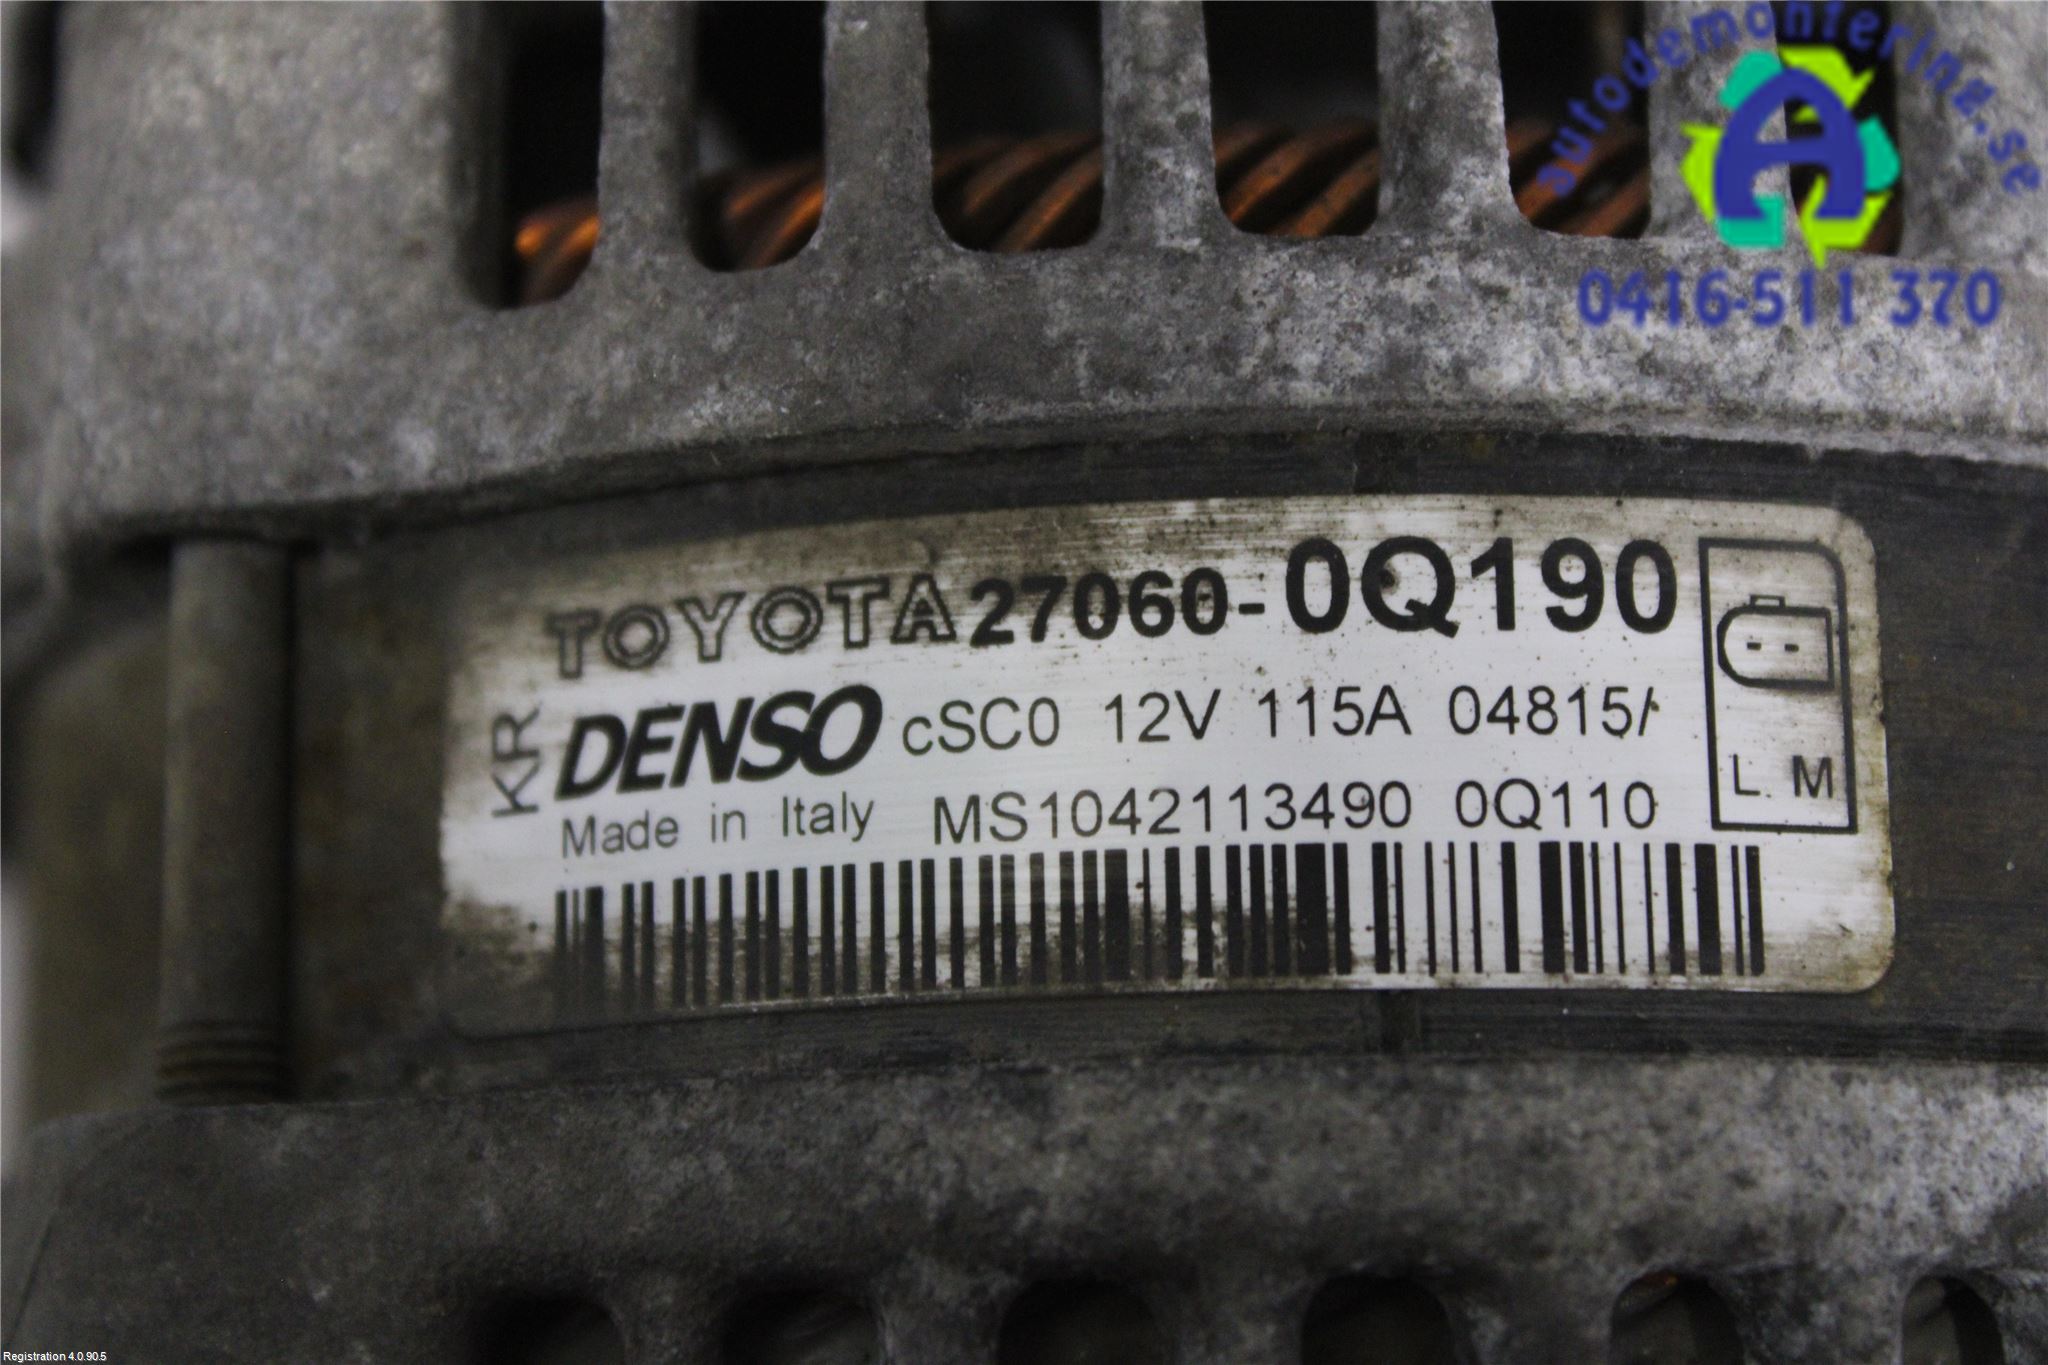 autodemontering.se
A
0416-511 370
TOYOTA 27060-0Q190
KR
DENSO cSC0 12V 115A 04815
Made in Italy MS1042113490 0Q110
L M
Registration 4.0.90.5